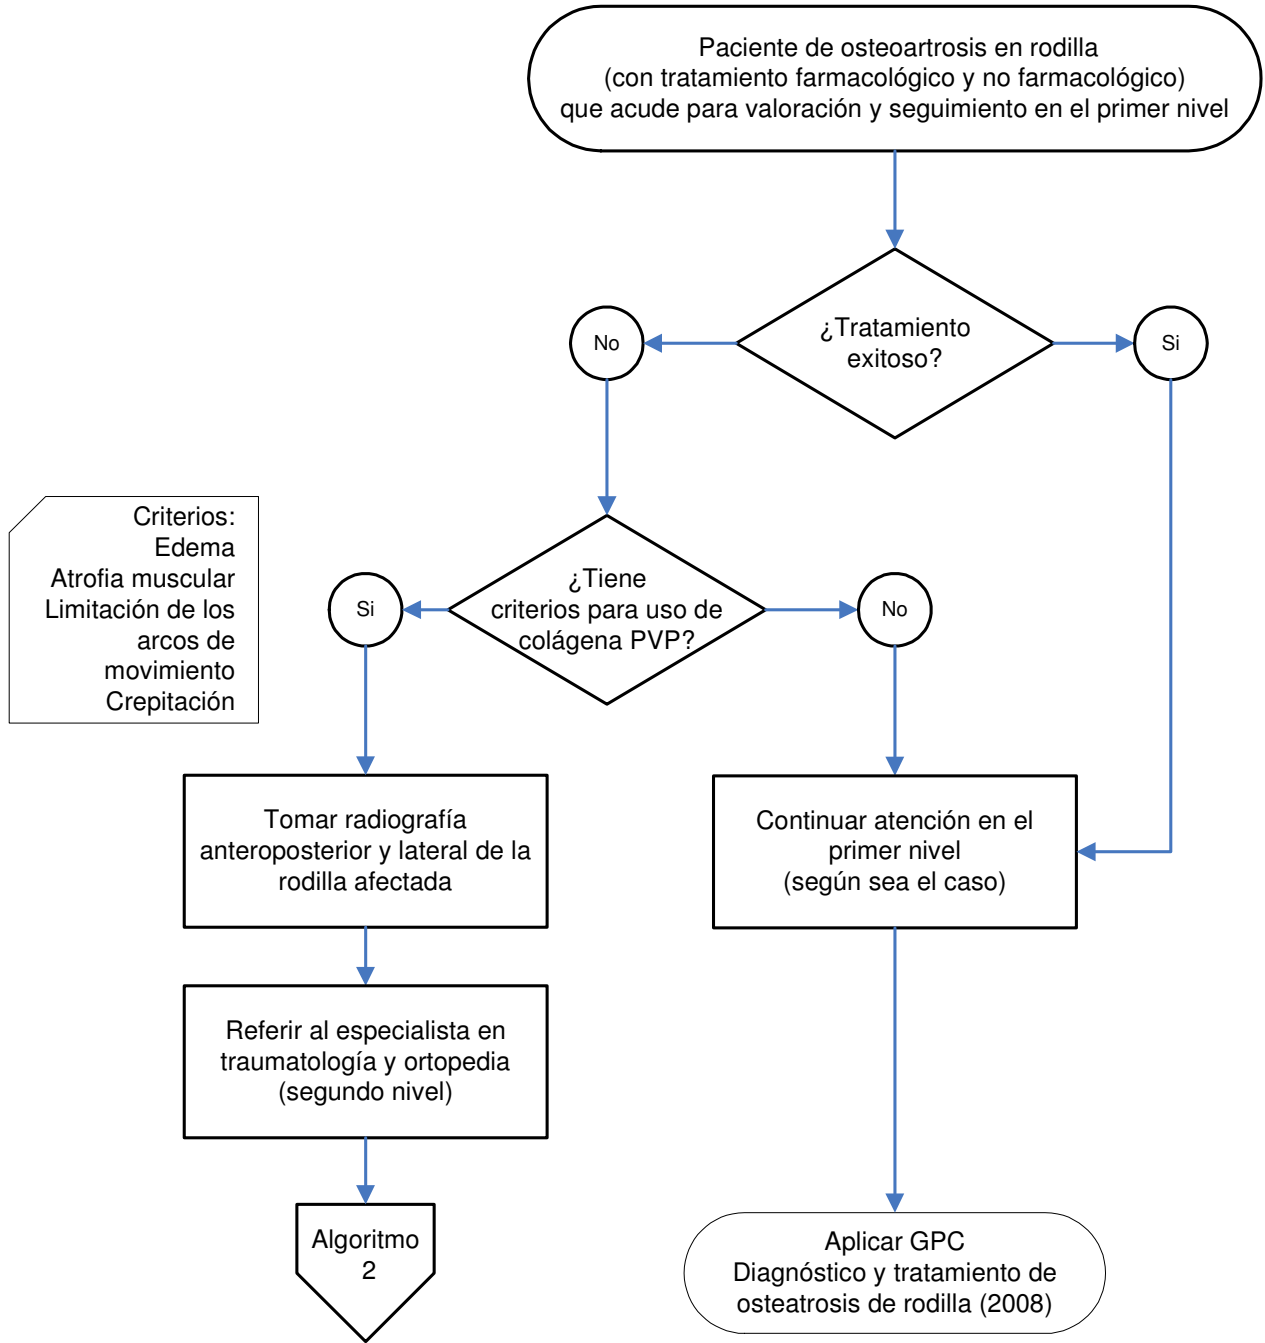 Paciente de osteoartrosis en rodilla
(con tratamiento farmacológico y no farmacológico)
que acude para valoración y seguimiento en el primer nivel
¿Tratamiento
exitoso?
No
Si
Criterios:
Edema
Atrofia muscular
Limitación de los
arcos de
movimiento
Crepitación
¿Tiene
criterios para uso de
colágena PVP?
Si
No
Tomar radiografía
anteroposterior y lateral de la
rodilla afectada
Continuar atención en el
primer nivel
(según sea el caso)
Referir al especialista en
traumatología y ortopedia
(segundo nivel)
Algoritmo
2
Aplicar GPC
Diagnóstico y tratamiento de
osteatrosis de rodilla (2008)